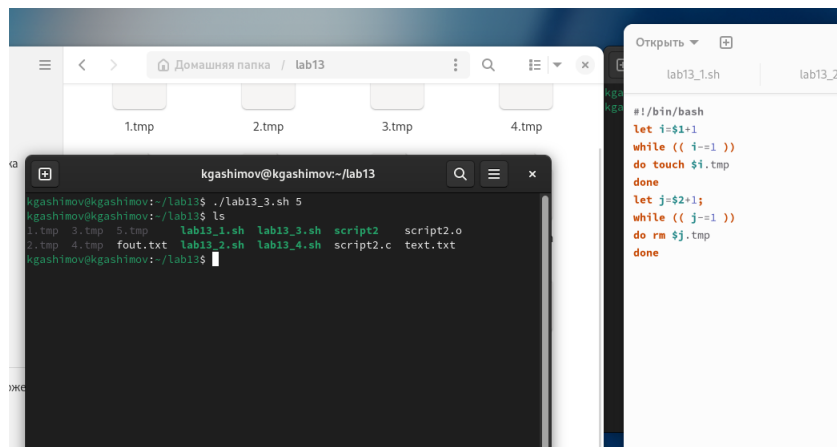 Домашняя папка / lab13
1.tmp 2.tmp 3.tmp 4.tmp
kgashimov@kgashimov:~/lab13
kgashimov@kgashimov:~/lab13$ ./lab13_3.sh 5
kgashimov@kgashimov:~/lab13$ ls
1.tmp 3.tmp 5.tmp lab13_1.sh lab13_3.sh script2 script2.o
2.tmp 4.tmp fout.txt lab13_2.sh lab13_4.sh script2.c text.txt
kgashimov@kgashimov:~/lab13$
kga
kga
Открыть
lab13_1.sh lab13_2
#!/bin/bash
let i=$1+1
while (( i-=1 ))
do touch $i.tmp
done
let j=$2+1;
while (( j-=1 ))
do rm $j.tmp
done